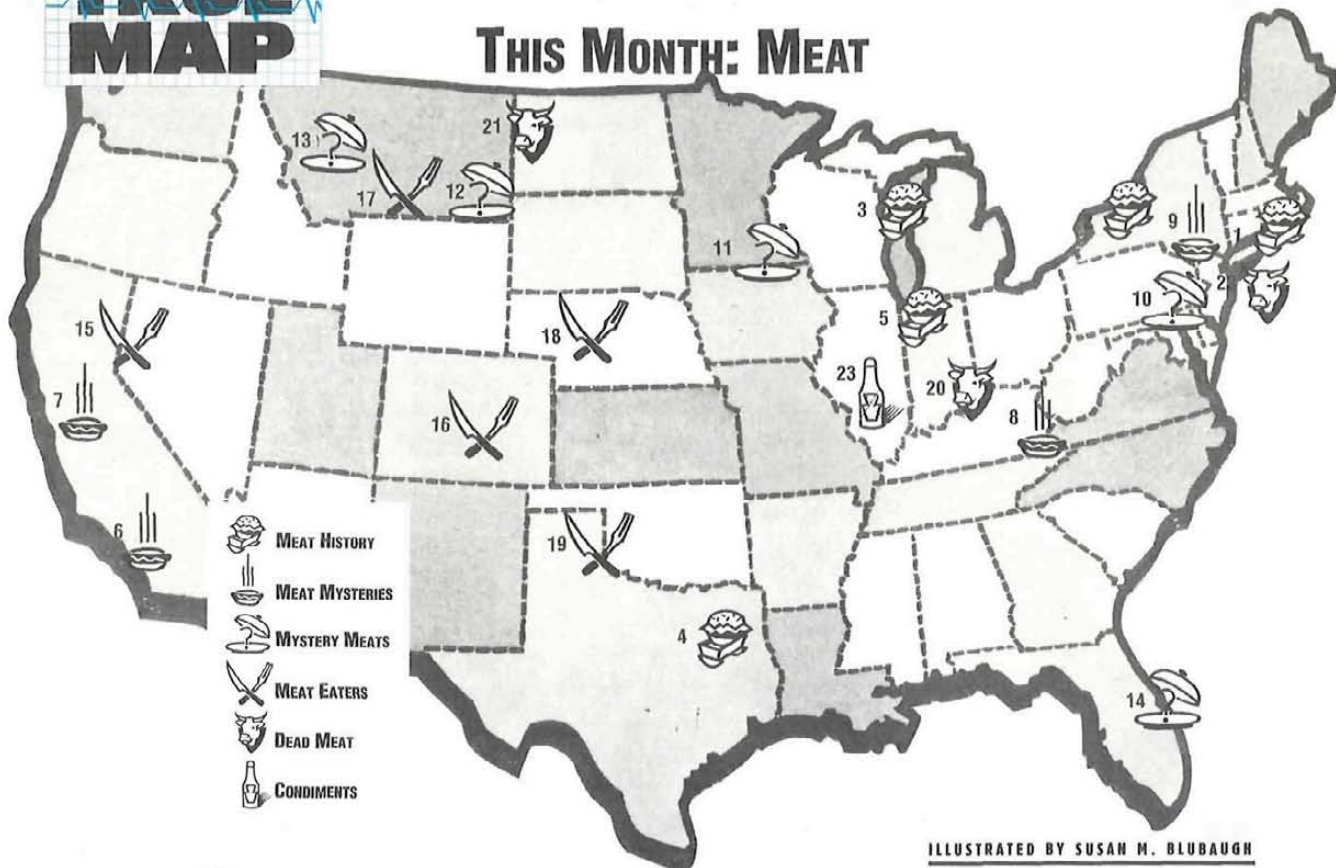 MAP
THIS MONTH: MEAT
21
13
17
12
3
9
1
11
2
10
15
5
18
7
23
20
16
8
6
19
4
14
MEAT HISTORY
MEAT MYSTERIES
MYSTERY MEATS
MEAT EATERS
DEAD MEAT
CONDIMENTS
ILLUSTRATED BY SUSAN M. BLUBAUGH